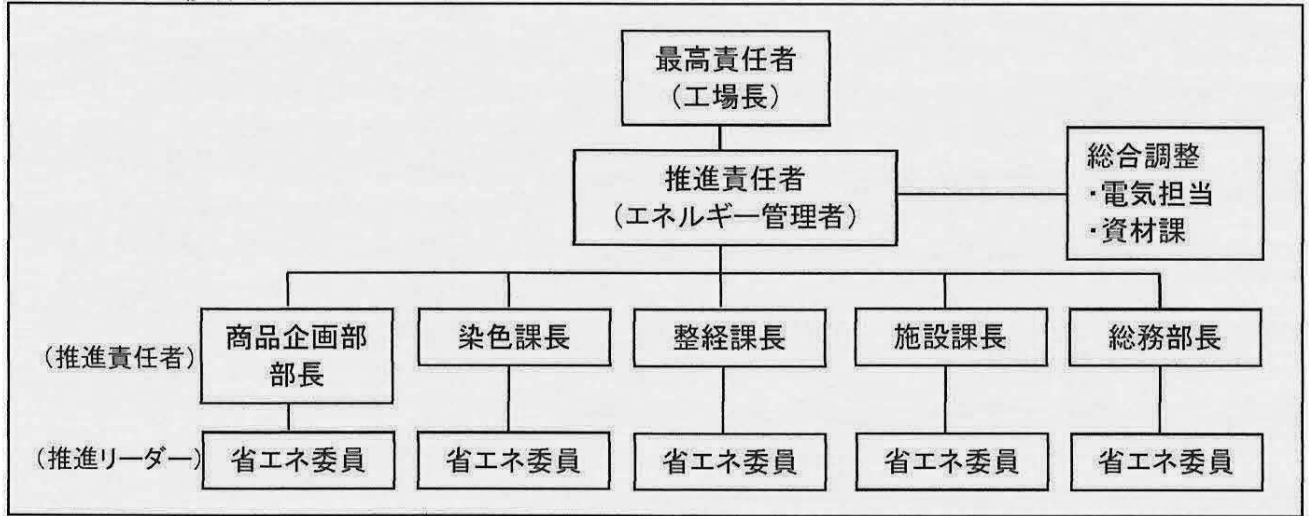 最高責任者
（工場長）
推進責任者
（エネルギー管理者）
総合調整
・電気担当
・資材課
（推進責任者）
商品企画部
部長
染色課長
整経課長
施設課長
総務部長
（推進リーダー）
省エネ委員
省エネ委員
省エネ委員
省エネ委員
省エネ委員